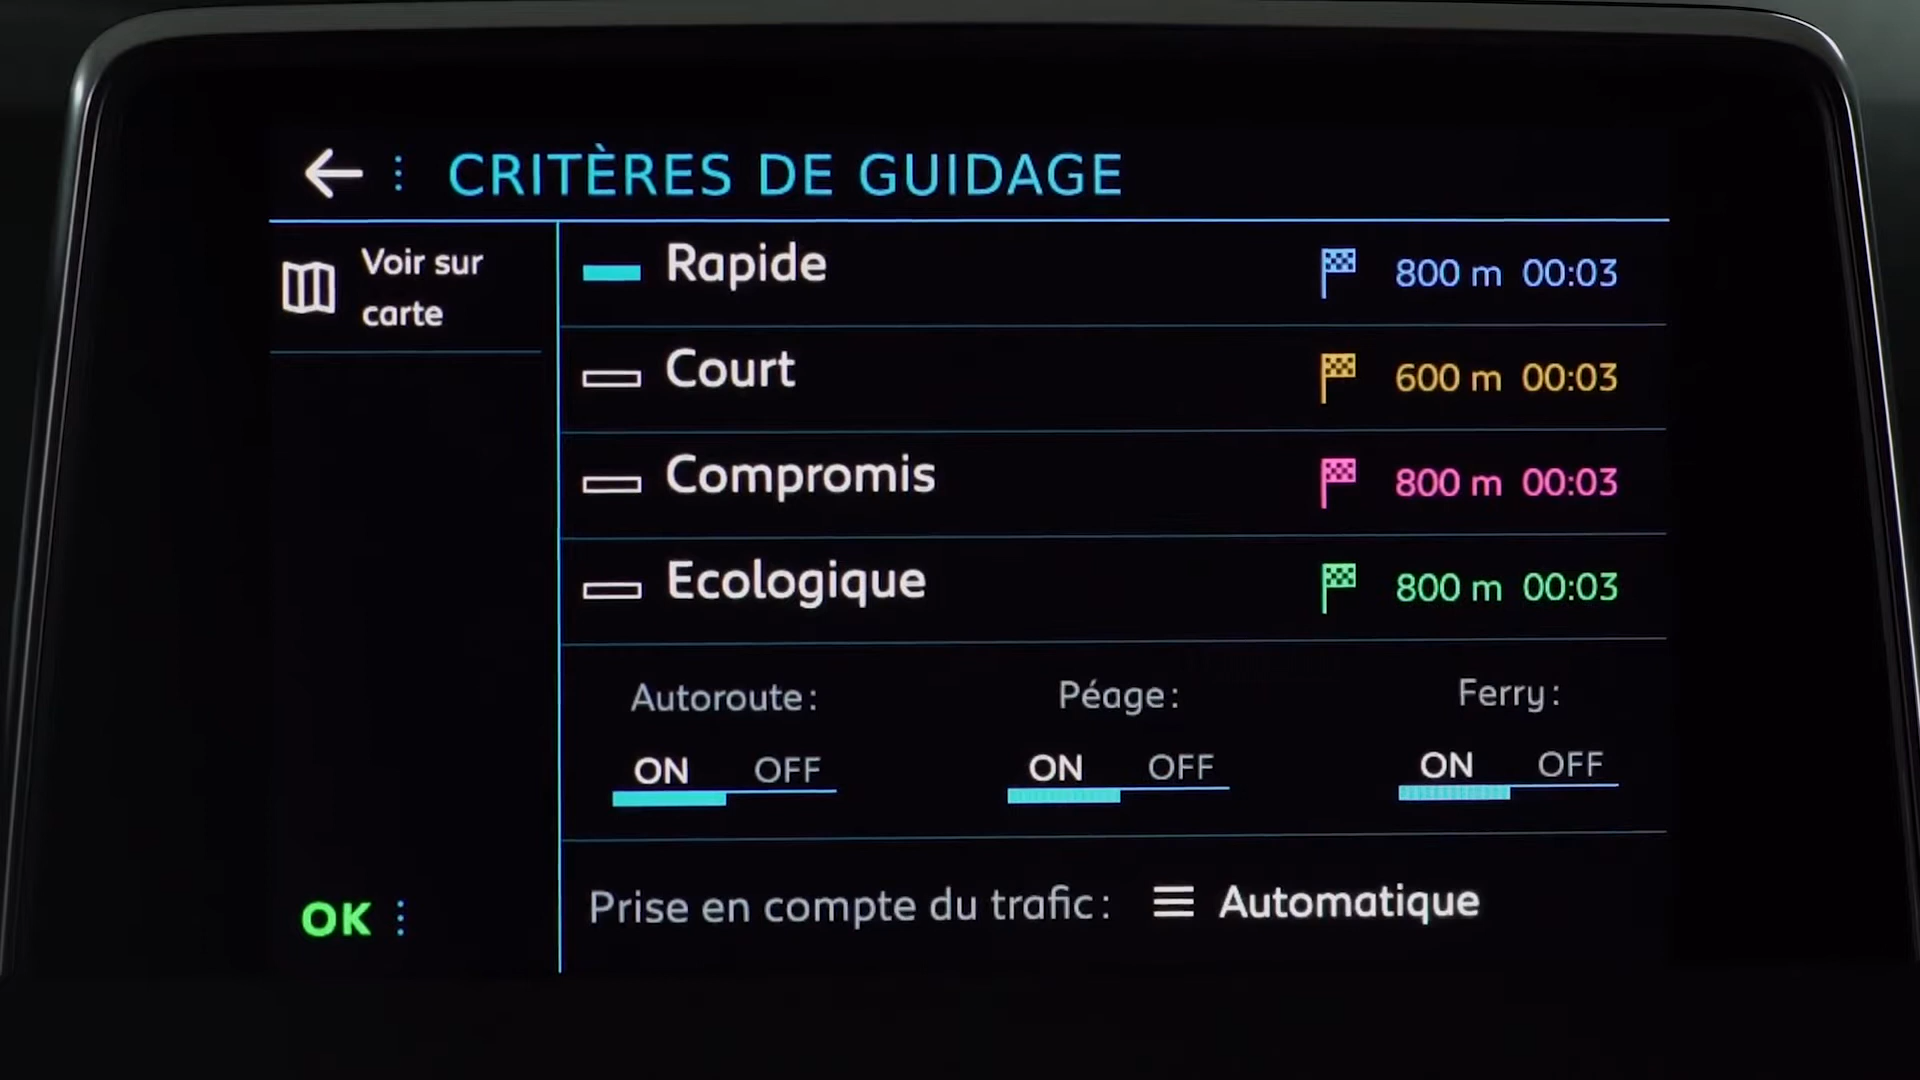 CRITÈRES DE GUIDAGE
Voir sur
carte
Rapide 800 m 00:03
Court 600 m 00:03
Compromis 800 m 00:03
Ecologique 800 m 00:03
Autoroute: Péage: Ferry:
ON OFF ON OFF ON OFF
OK
Prise en compte du trafic: Automatique